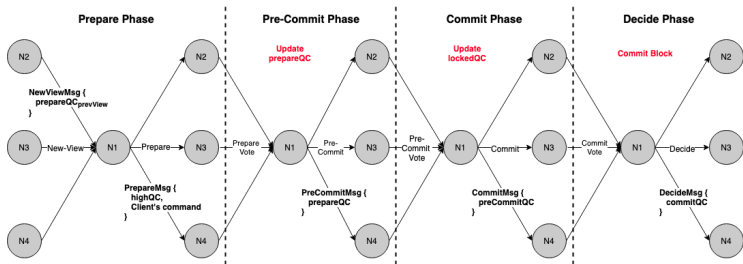 Prepare Phase
Pre-Commit Phase
Commit Phase
Decide Phase
Update
prepareQC
Update
lockedQC
Commit Block
N2
N2
N2
N2
N2
NewViewMsg {
prepareQCprevView
}
N3
New-View
N1
Prepare
N3
Prepare
Vote
N1
Pre-
Commit
N3
Pre-
Commit
Vote
N1
Commit
N3
Commit
Vote
N1
Decide
N3
PrepareMsg {
highQC,
Client's command
}
PreCommitMsg {
prepareQC
}
CommitMsg {
preCommitQC
}
DecideMsg {
commitQC
}
N4
N4
N4
N4
N4